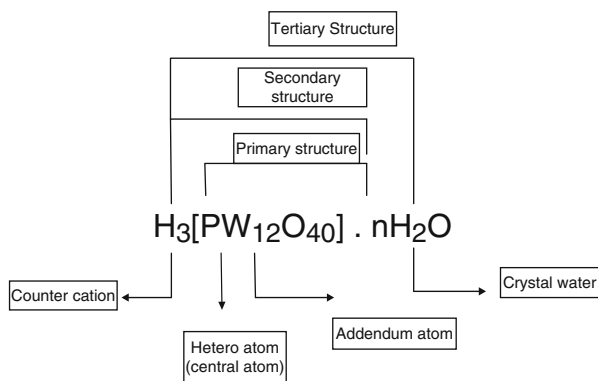 Tertiary Structure
Secondary
structure
Primary structure
H₃[PW₁₂O₄₀] . nH₂O
Counter cation
Crystal water
Addendum atom
Hetero atom
(central atom)